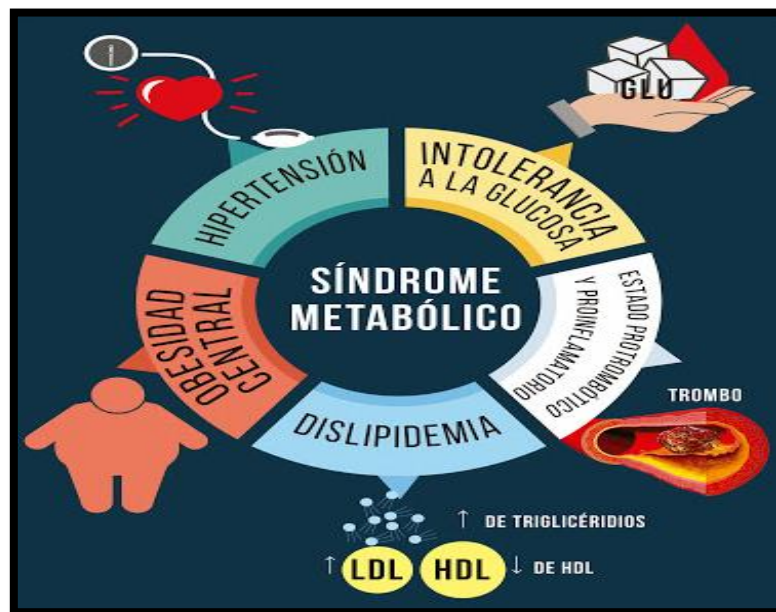 GLU
HIPERTENSIÓN
INTOLERANCIA
A LA GLUCOSA
SÍNDROME
METABÓLICO
ESTADO PROTROMBÓTICO
Y PROINFLAMATORIO
OBESIDAD
CENTRAL
DISLIPIDEMIA
TROMBO
↑ DE TRIGLICÉRIDIOS
↑ LDL HDL ↓ DE HDL